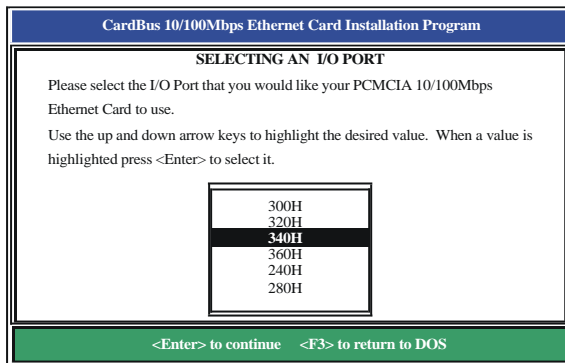 CardBus 10/100Mbps Ethernet Card Installation Program
SELECTING AN I/O PORT
Please select the I/O Port that you would like your PCMCIA 10/100Mbps
Ethernet Card to use.
Use the up and down arrow keys to highlight the desired value. When a value is
highlighted press <Enter> to select it.
300H
320H
340H
360H
240H
280H
<Enter> to continue <F3> to return to DOS